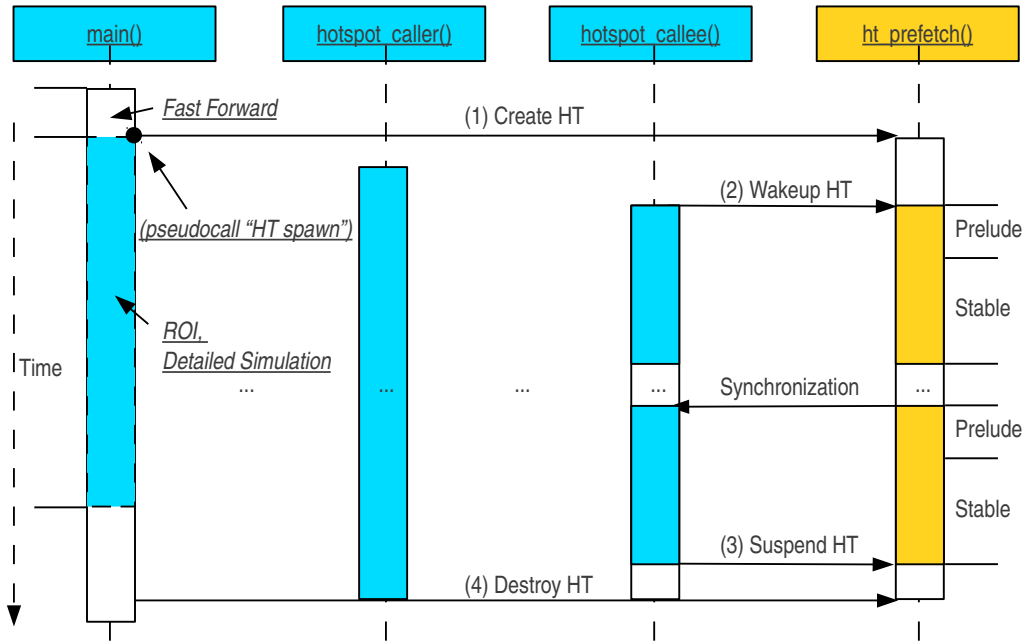 main()
hotspot_caller()
hotspot_callee()
ht_prefetch()
Fast Forward
(1) Create HT
(2) Wakeup HT
(pseudocall “HT spawn”)
Prelude
Stable
ROI,
Detailed Simulation
Time
...
...
...
...
...
Synchronization
Prelude
Stable
(3) Suspend HT
(4) Destroy HT